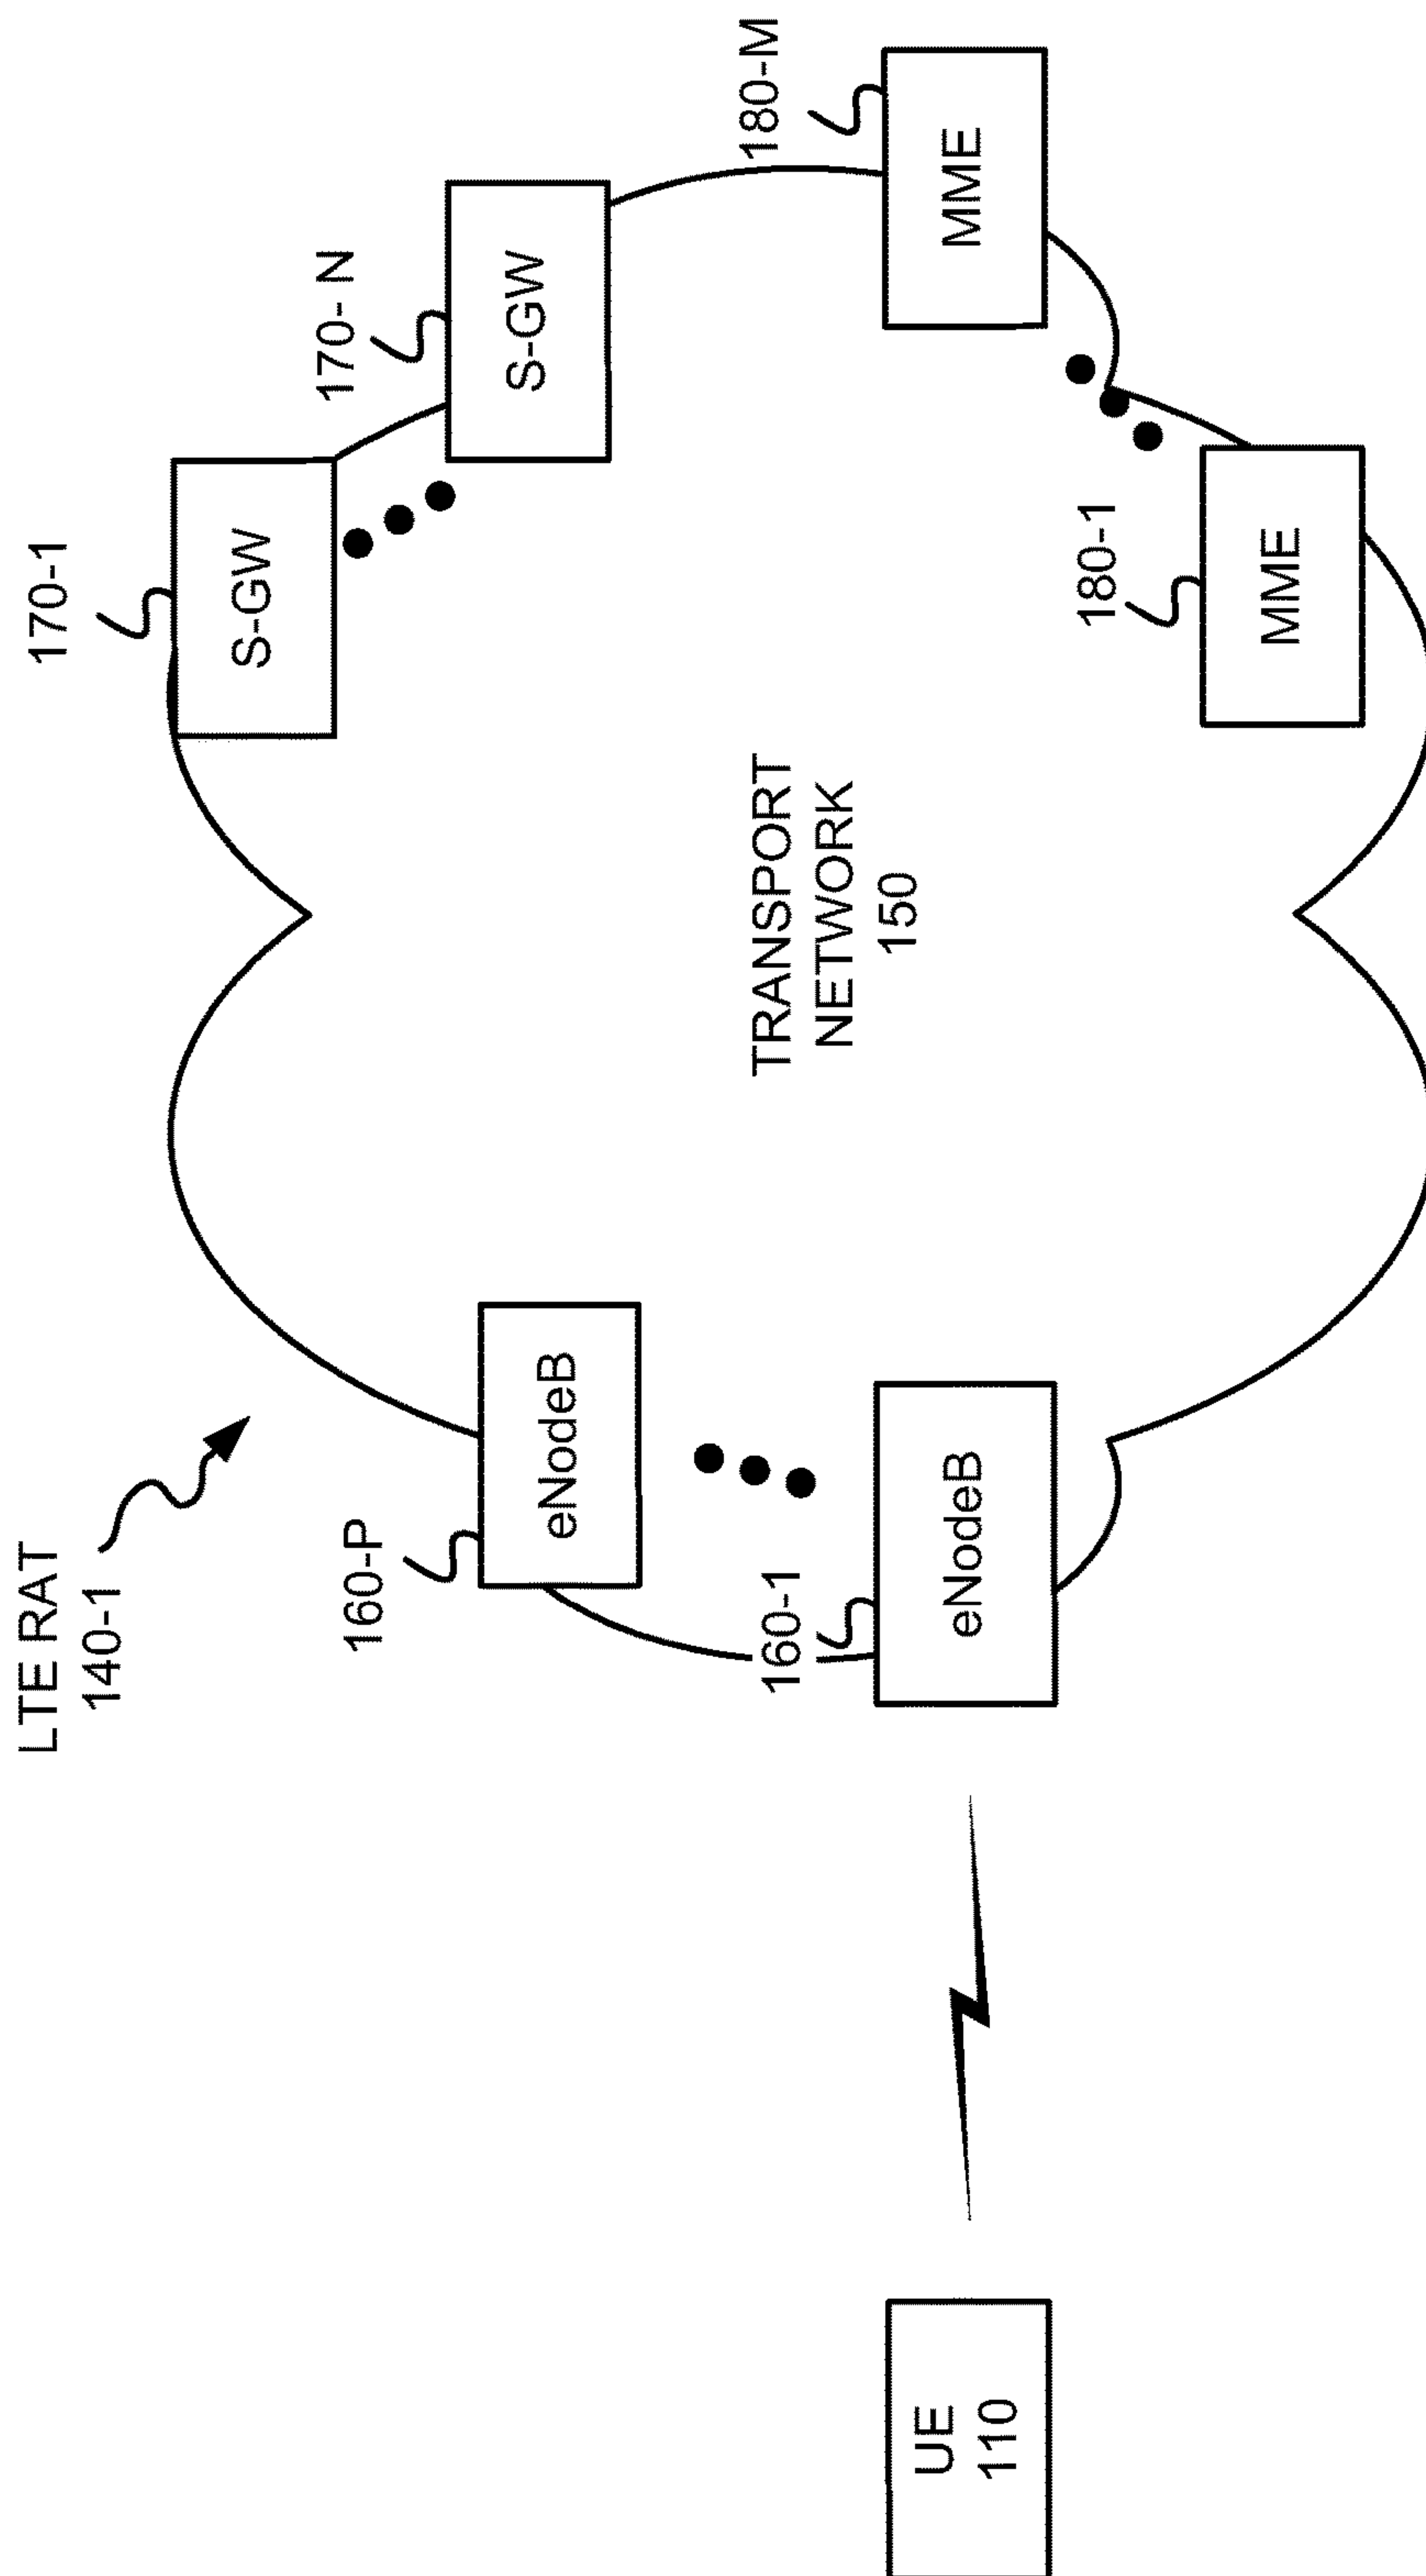 LTE RAT
140-1
170-1
S-GW
170- N
S-GW
160-P
eNodeB
180-M
MME
TRANSPORT
NETWORK
150
160-1
eNodeB
UE
110
180-1
MME